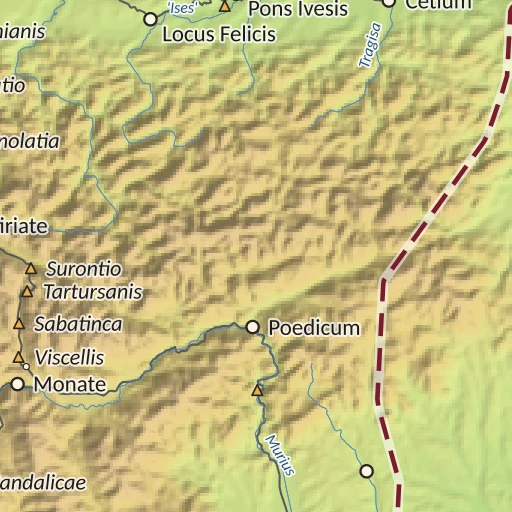 'Ises'
Pons Ivesis
Cetium
Locus Felicis
Tragisa
Surontio
Tartursanis
Sabatinca
Poedicum
Viscellis
Monate
Murius